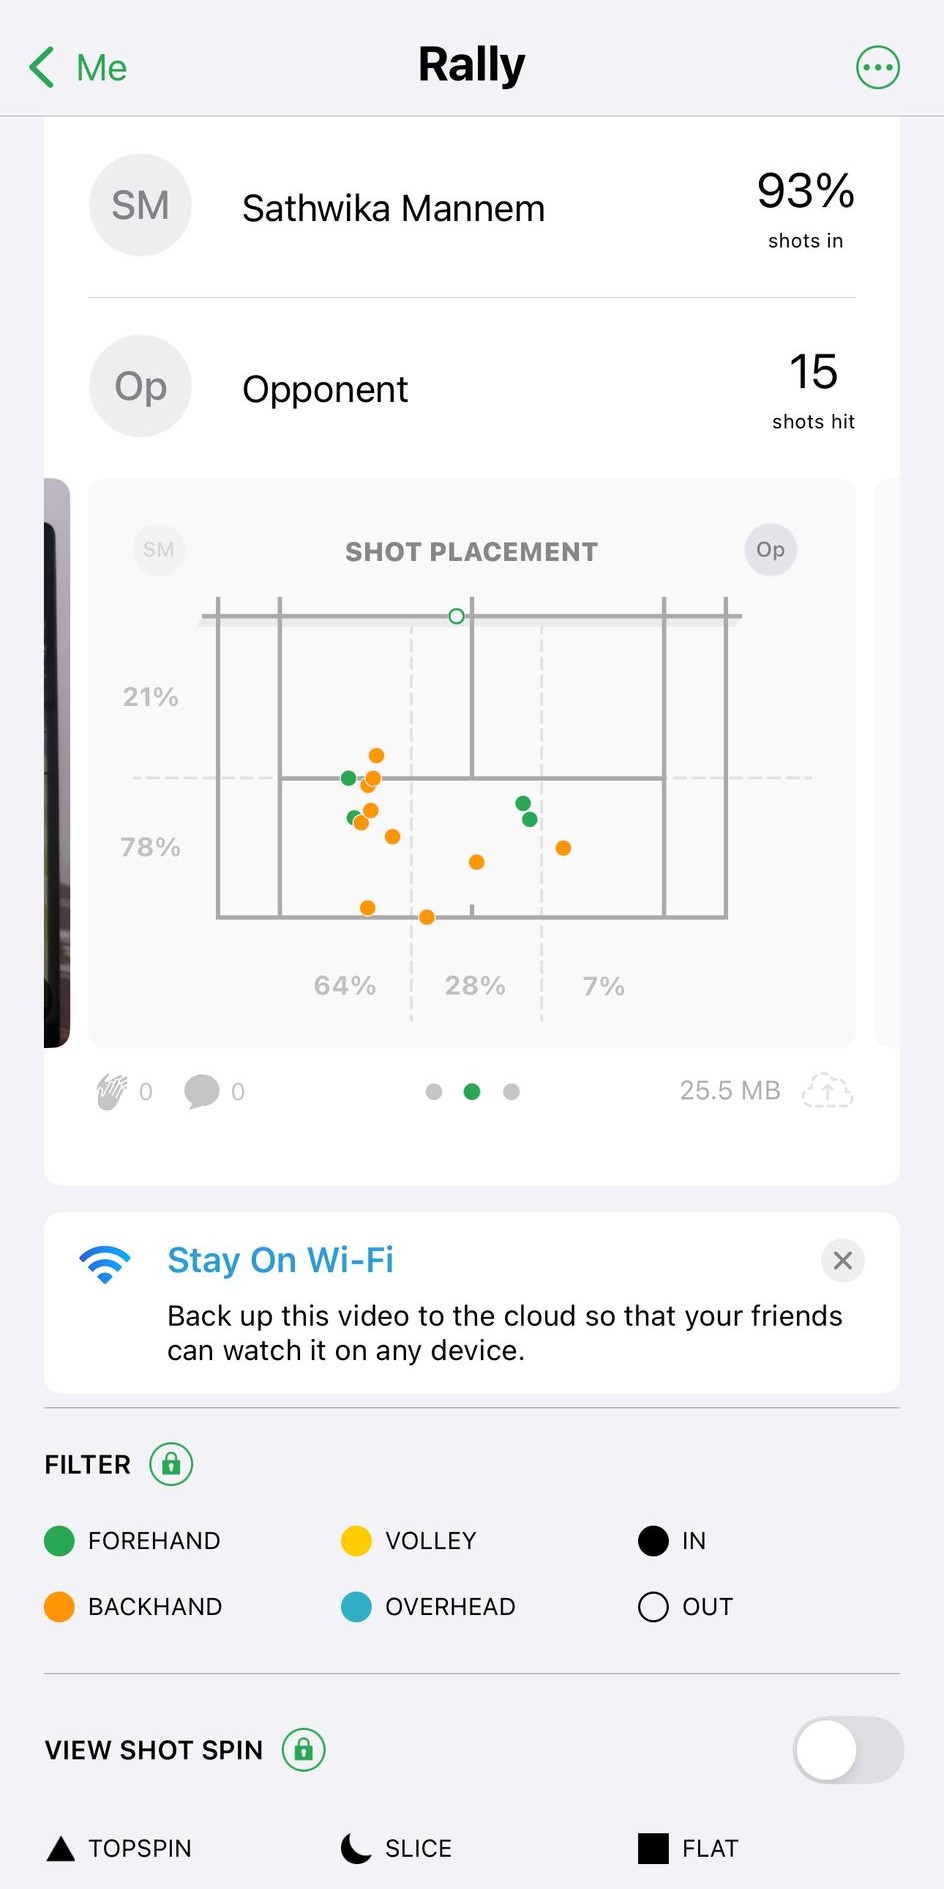 Me
Rally
SM
Sathwika Mannem
93%
shots in
Op
Opponent
15
shots hit
SM
SHOT PLACEMENT
Op
21%
78%
64%
28%
7%
0
0
25.5 MB
Stay On Wi-Fi
Back up this video to the cloud so that your friends
can watch it on any device.
FILTER
FOREHAND
VOLLEY
IN
BACKHAND
OVERHEAD
OUT
VIEW SHOT SPIN
TOPSPIN
SLICE
FLAT